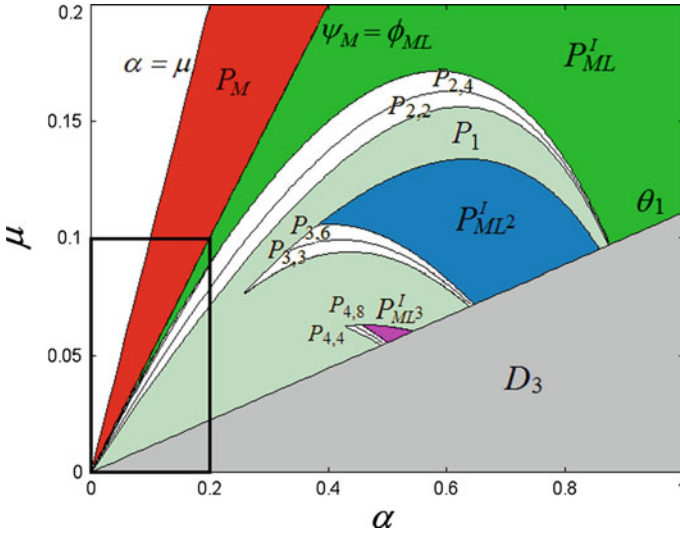 0.2
ψ_M = φ_ML
α = μ
P_M
P^I_ML
P_2,4
P_2,2
0.15
P_1
θ_1
P^I_ML²
μ
0.1
P_3,6
P_3,3
P_4,8
P^I_ML³
P_4,4
0.05
D_3
0
0 0.2 0.4 0.6 0.8 1
α